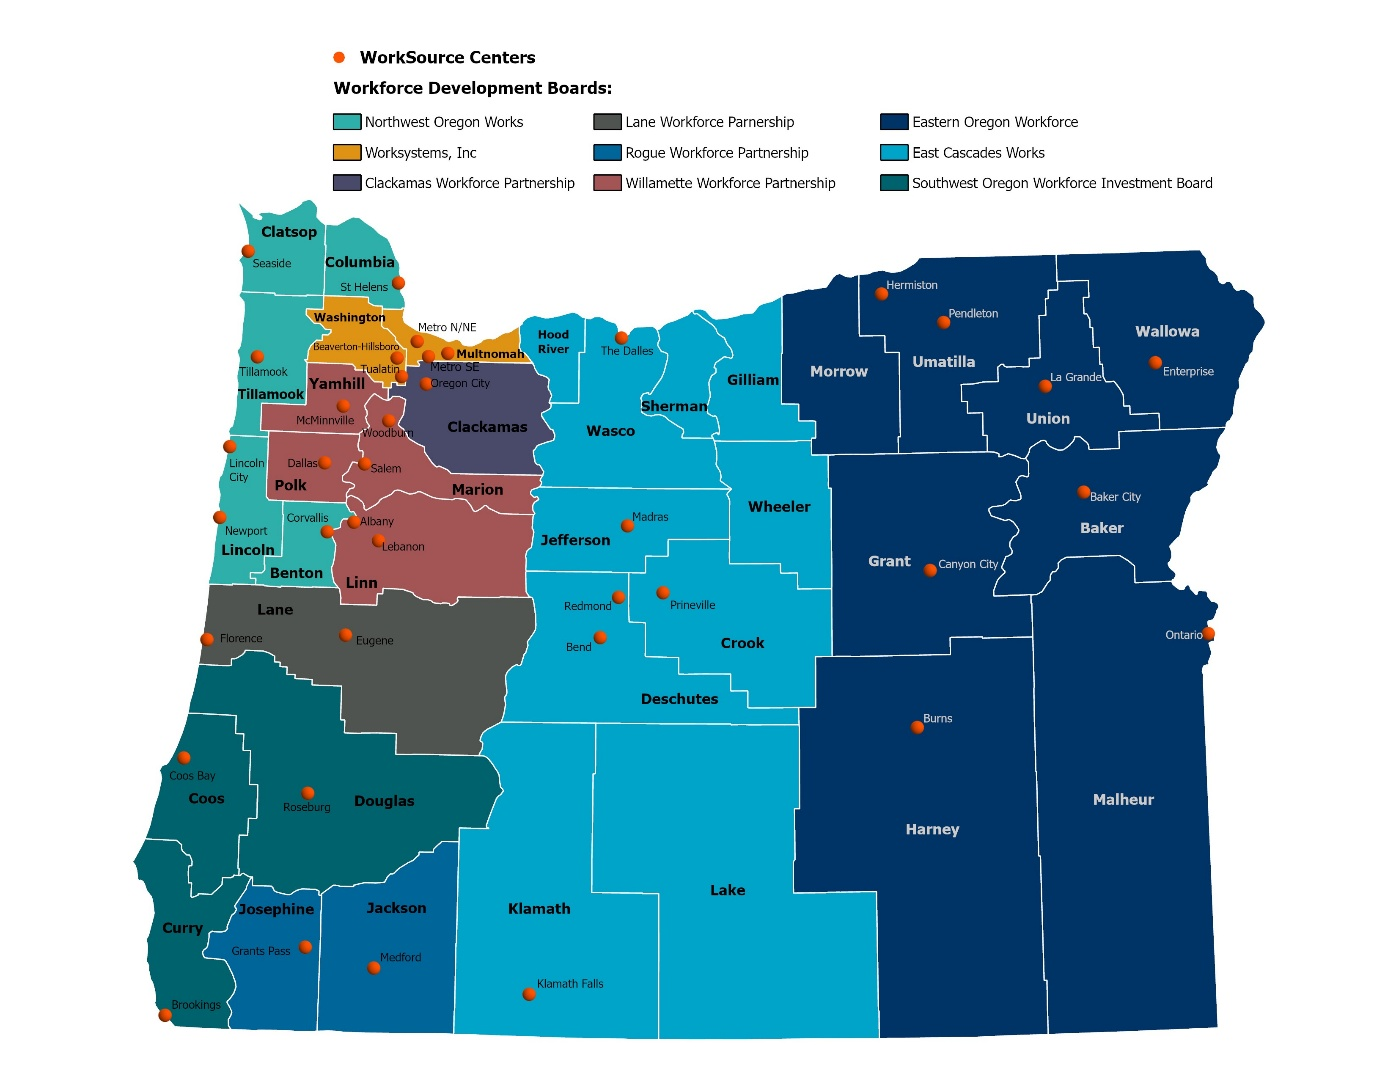 WorkSource Centers
Workforce Development Boards:
Northwest Oregon Works
Lane Workforce Parnership
Eastern Oregon Workforce
Worksystems, Inc
Rogue Workforce Partnership
East Cascades Works
Clackamas Workforce Partnership
Willamette Workforce Partnership
Southwest Oregon Workforce Investment Board
Clatsop
Seaside
Columbia
St Helens
Washington
Metro N/NE
Beaverton-Hillsboro
Multnomah
Metro SE
Tualatin
Oregon City
Tillamook
Tillamook
Yamhill
McMinnville
Woodburn
Clackamas
Hood
River
The Dalles
Sherman
Wasco
Gilliam
Morrow
Hermiston
Pendleton
Umatilla
La Grande
Union
Wallowa
Enterprise
Lincoln
City
Dallas
Polk
Salem
Marion
Newport
Lincoln
Corvallis
Benton
Albany
Lebanon
Linn
Madras
Jefferson
Wheeler
Grant
Canyon City
Baker City
Baker
Lane
Florence
Eugene
Redmond
Bend
Prineville
Crook
Deschutes
Ontario
Burns
Harney
Malheur
Coos Bay
Coos
Roseburg
Douglas
Klamath
Klamath Falls
Lake
Curry
Brookings
Josephine
Grants Pass
Jackson
Medford